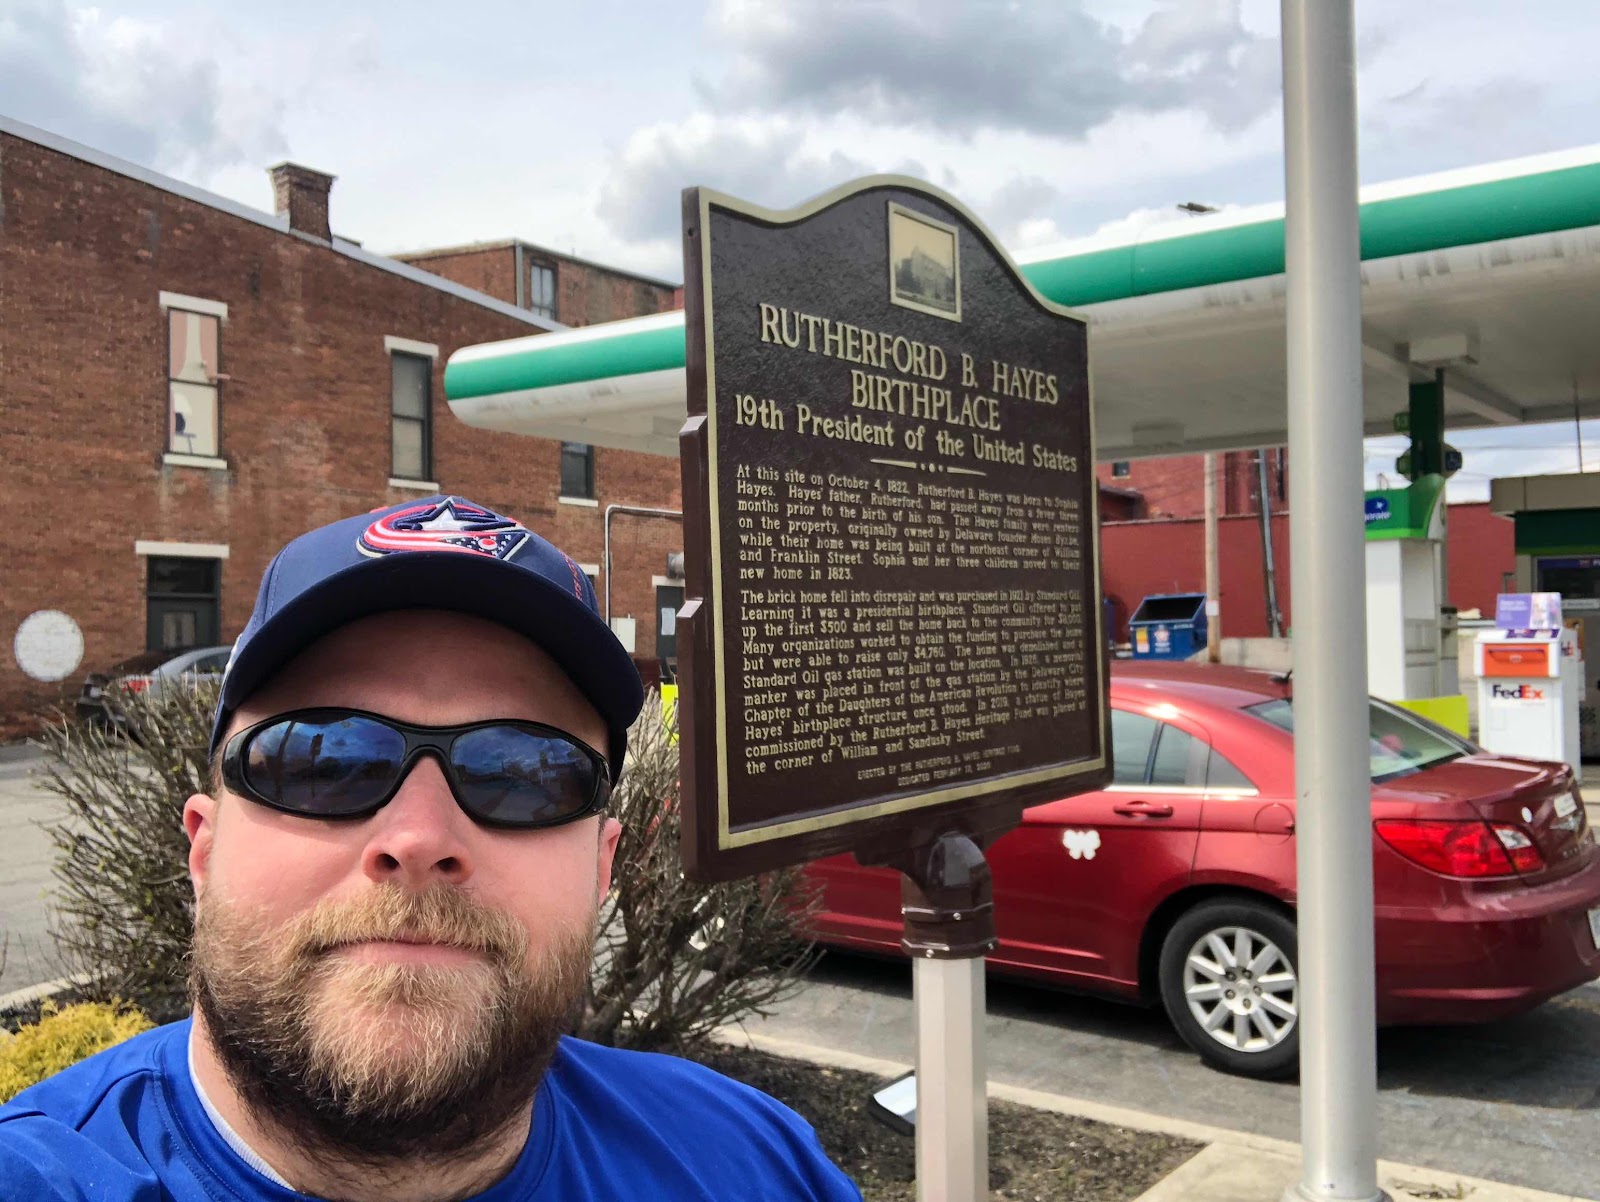 RUTHERFORD B. HAYES
BIRTHPLACE
19th President of the United States
At this site on October 4, 1822, Rutherford B. Hayes was born to Sophia
Hayes. Hayes' father, Rutherford, had passed away from a fever three
months prior to the birth of his son. The Hayes family were renters
on the property, originally owned by Delaware founder Moses Byxbe,
while their home was being built at the northeast corner of William
and Franklin Street. Sophia and her three children moved to their
new home in 1823.
The brick home fell into disrepair and was purchased in 1921 by Standard Oil.
Learning it was a presidential birthplace, Standard Oil offered to put
up the first $500 and sell the home back to the community for $8,000.
Many organizations worked to obtain the funding to purchase the home
but were able to raise only $4,760. The home was demolished and a
Standard Oil gas station was built on the location. In 1926, a memorial
marker was placed in front of the gas station by the Delaware City
Chapter of the Daughters of the American Revolution to identify where
Hayes' birthplace structure once stood. In 2019, a statue of Hayes
commissioned by the Rutherford B. Hayes Heritage Fund was placed at
the corner of William and Sandusky Street.
ERECTED BY THE RUTHERFORD B. HAYES HERITAGE FUND
DEDICATED FEBRUARY 19, 2020
FedEx